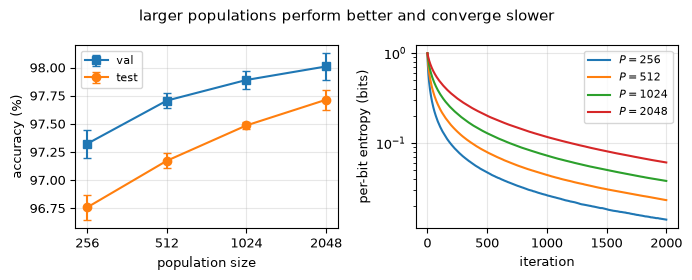 larger populations perform better and converge slower
accuracy (%)
98.00
97.75
97.50
97.25
97.00
96.75
val
test
256
512
1024
2048
population size
per-bit entropy (bits)
10⁰
10⁻¹
P = 256
P = 512
P = 1024
P = 2048
0
500
1000
1500
2000
iteration